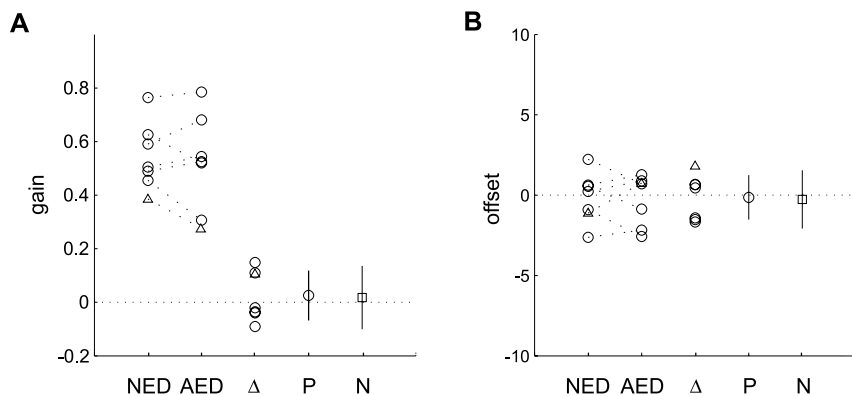 A
gain
0.8
0.6
0.4
0.2
0
-0.2
NED AED Δ P N
B
offset
10
5
0
-5
-10
NED AED Δ P N